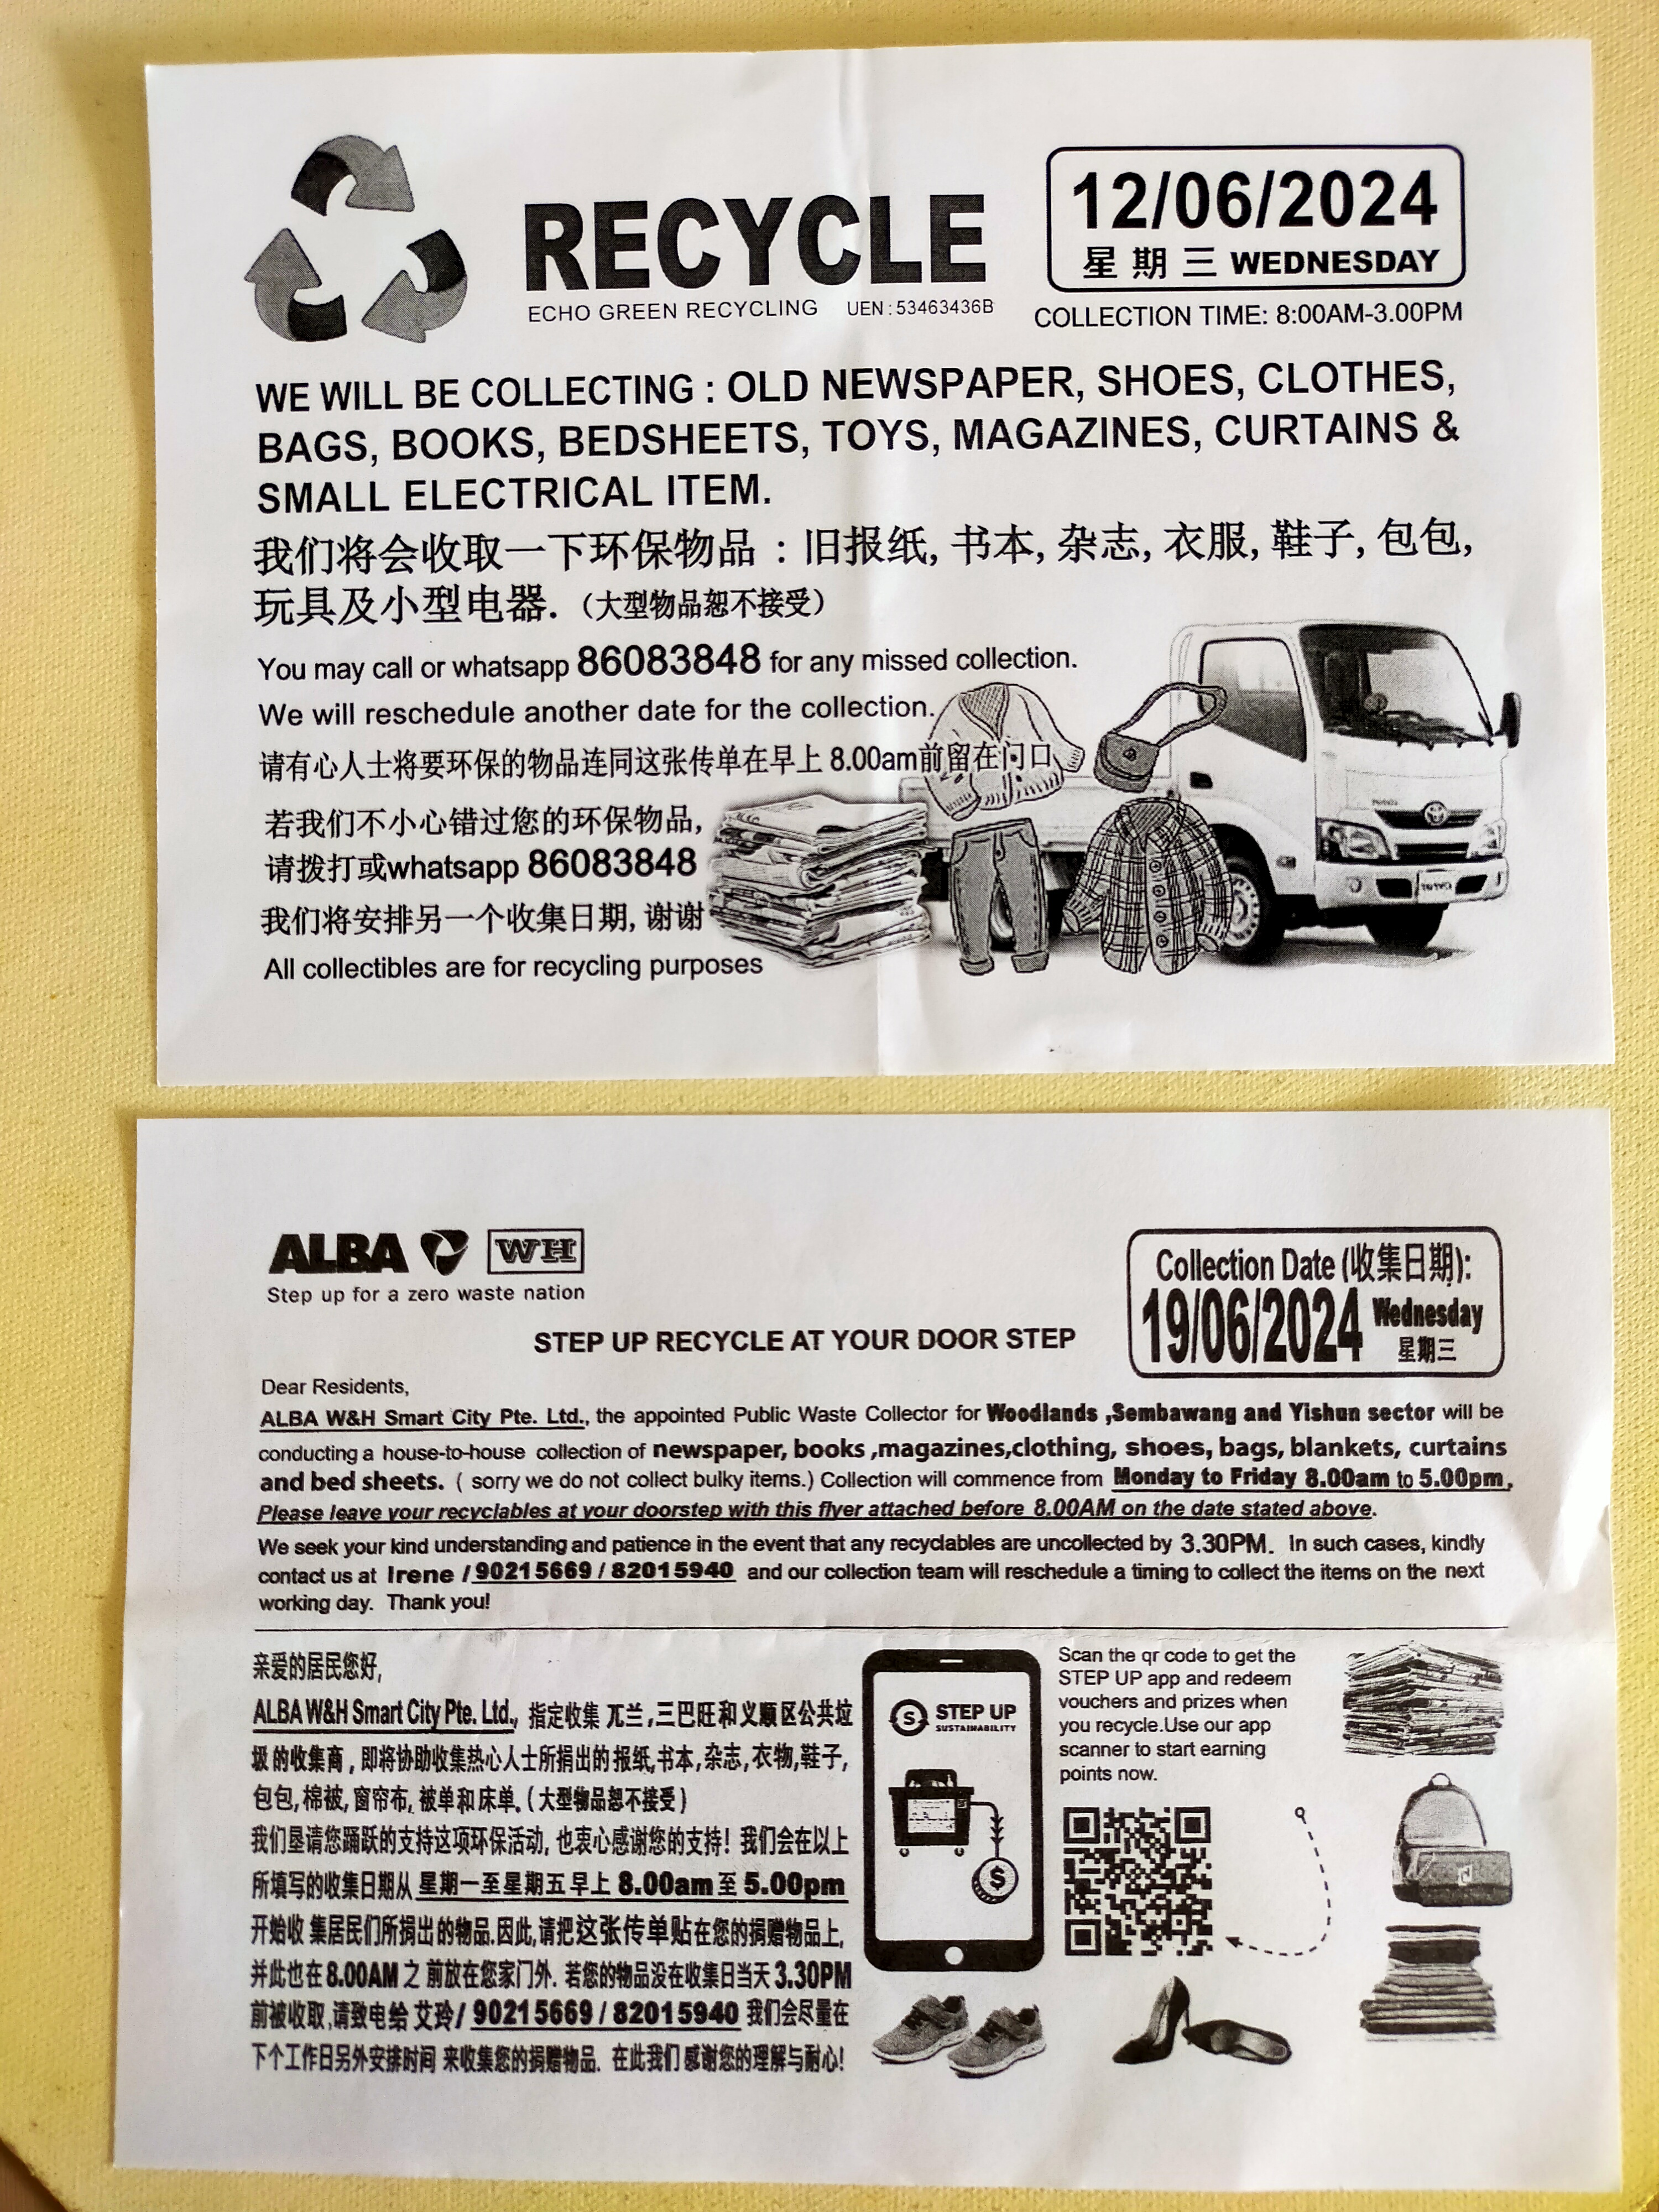 RECYCLE
ECHO GREEN RECYCLING UEN : 53463436B
12/06/2024
星期三 WEDNESDAY
COLLECTION TIME: 8:00AM-3.00PM
WE WILL BE COLLECTING : OLD NEWSPAPER, SHOES, CLOTHES,
BAGS, BOOKS, BEDSHEETS, TOYS, MAGAZINES, CURTAINS &
SMALL ELECTRICAL ITEM.
我们将会收取一下环保物品 : 旧报纸, 书本, 杂志, 衣服, 鞋子, 包包,
玩具及小型电器. (大型物品恕不接受)
You may call or whatsapp 86083848 for any missed collection.
We will reschedule another date for the collection.
请有心人士将要环保的物品连同这张传单在早上 8.00am前留在门口
若我们不小心错过您的环保物品,
请拨打或whatsapp 86083848
我们将安排另一个收集日期, 谢谢
All collectibles are for recycling purposes
ALBA WH
Step up for a zero waste nation
Collection Date (收集日期):
19/06/2024 Wednesday
星期三
STEP UP RECYCLE AT YOUR DOOR STEP
Dear Residents,
ALBA W&H Smart City Pte. Ltd., the appointed Public Waste Collector for Woodlands ,Sembawang and Yishun sector will be
conducting a house-to-house collection of newspaper, books ,magazines,clothing, shoes, bags, blankets, curtains
and bed sheets. ( sorry we do not collect bulky items.) Collection will commence from Monday to Friday 8.00am to 5.00pm,
Please leave your recyclables at your doorstep with this flyer attached before 8.00AM on the date stated above.
We seek your kind understanding and patience in the event that any recyclables are uncollected by 3.30PM. In such cases, kindly
contact us at Irene / 90215669 / 82015940 and our collection team will reschedule a timing to collect the items on the next
working day. Thank you!
亲爱的居民您好,
ALBA W&H Smart City Pte. Ltd., 指定收集 兀兰,三巴旺和义顺区公共垃
圾的收集商, 即将协助收集热心人士所捐出的报纸,书本,杂志,衣物,鞋子,
包包, 棉被, 窗帘布, 被单和床单. ( 大型物品恕不接受 )
我们垦请您踊跃的支持这项环保活动, 也衷心感谢您的支持! 我们会在以上
所填写的收集日期从 星期一至星期五早上 8.00am 至 5.00pm
开始收 集居民们所捐出的物品.因此,请把这张传单贴在您的捐赠物品上,
并此也在 8.00AM 之 前放在您家门外. 若您的物品没在收集日当天 3.30PM
前被收取,请致电给 艾玲/ 90215669 / 82015940 我们会尽量在
下个工作日另外安排时间 来收集您的捐赠物品. 在此我们感谢您的理解与耐心!
STEP UP
SUSTAINABILITY
Scan the qr code to get the
STEP UP app and redeem
vouchers and prizes when
you recycle.Use our app
scanner to start earning
points now.